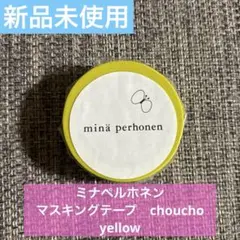 新品未使用
minä perhonen
ミナペルホネン
マスキングテープ　choucho
yellow